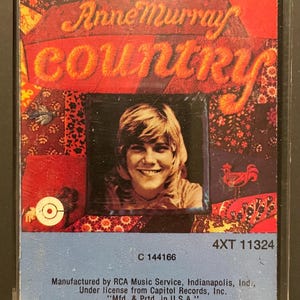 Anne Murray
COUNTRY
4XT 11324
C 144166
Manufactured by RCA Music Service, Indianapolis, Ind.,
Under license from Capitol Records, Inc.
"Mfd. & Prtd. in U.S.A."